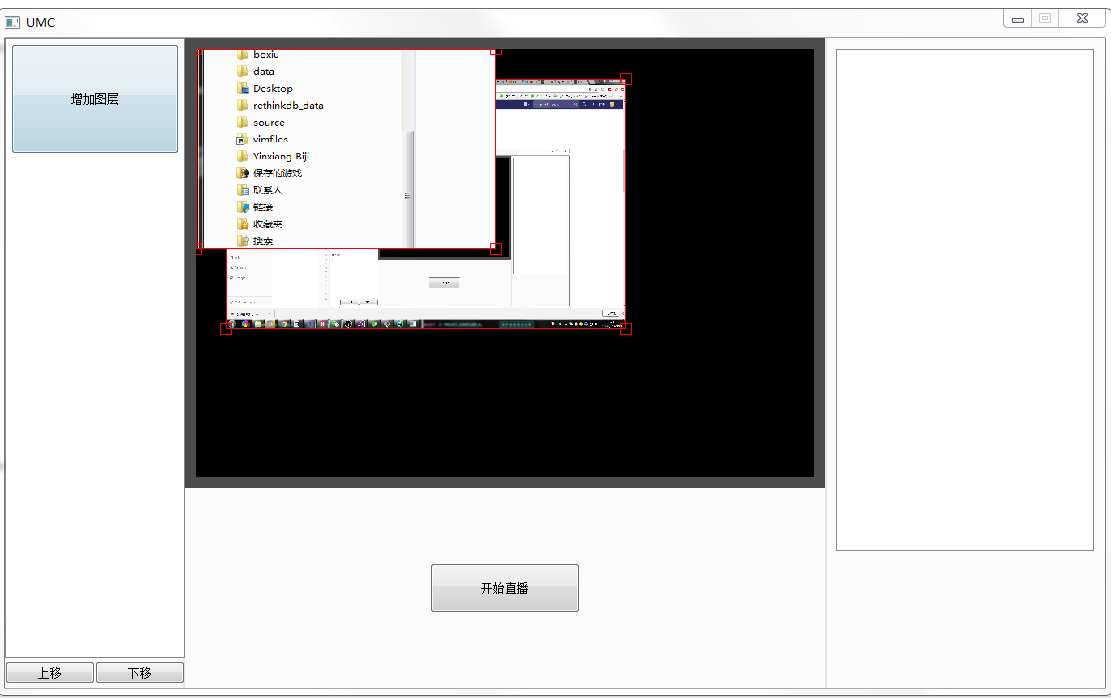 UMC
增加图层
boxiu
data
Desktop
rethinkdb_data
source
vimfiles
Yinxiang Biji
保存的游戏
联系人
链接
收藏夹
搜索
开始直播
上移
下移